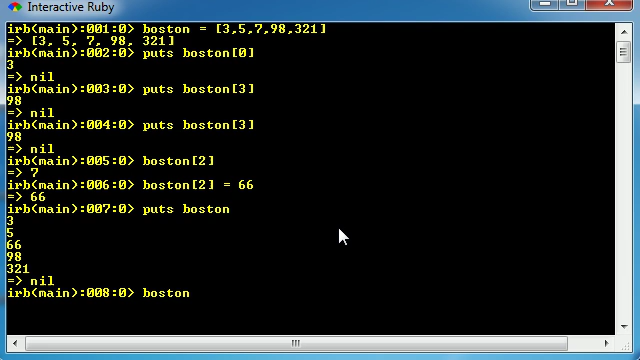 Interactive Ruby
irb(main):001:0> boston = [3,5,7,98,321]
=> [3, 5, 7, 98, 321]
irb(main):002:0> puts boston[0]
3
=> nil
irb(main):003:0> puts boston[3]
98
=> nil
irb(main):004:0> puts boston[3]
98
=> nil
irb(main):005:0> boston[2]
=> 7
irb(main):006:0> boston[2] = 66
=> 66
irb(main):007:0> puts boston
3
5
66
98
321
=> nil
irb(main):008:0> boston